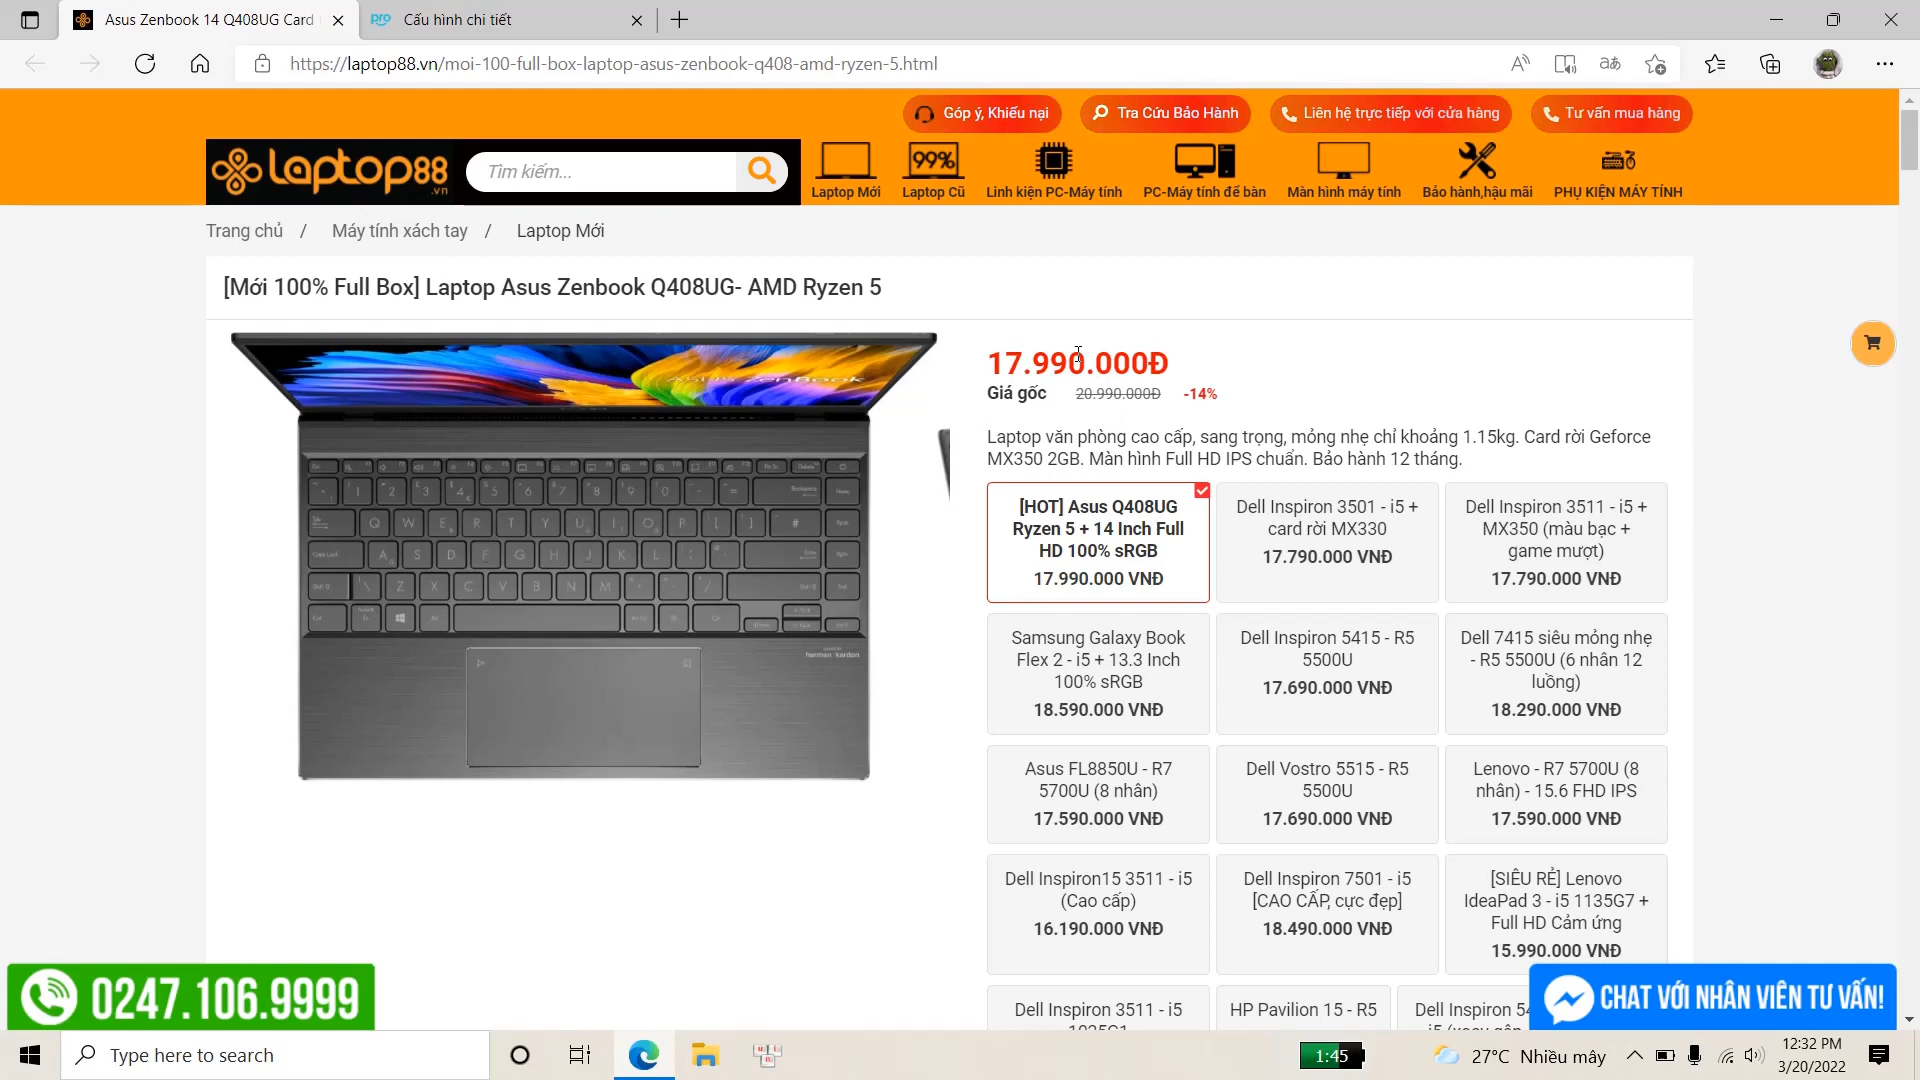 Asus Zenbook 14 Q408UG Card
Cấu hình chi tiết
https://laptop88.vn/moi-100-full-box-laptop-asus-zenbook-q408-amd-ryzen-5.html
Góp ý, Khiếu nại
Tra Cứu Bảo Hành
Liên hệ trực tiếp với cửa hàng
Tư vấn mua hàng
laptop88
.vn
Tìm kiếm...
99%
Laptop Mới
Laptop Cũ
Linh kiện PC-Máy tính
PC-Máy tính để bàn
Màn hình máy tính
Bảo hành,hậu mãi
PHỤ KIỆN MÁY TÍNH
Trang chủ / Máy tính xách tay / Laptop Mới
[Mới 100% Full Box] Laptop Asus Zenbook Q408UG- AMD Ryzen 5
17.990.000Đ
Giá gốc 20.990.000Đ -14%
Laptop văn phòng cao cấp, sang trọng, mỏng nhẹ chỉ khoảng 1.15kg. Card rời Geforce
MX350 2GB. Màn hình Full HD IPS chuẩn. Bảo hành 12 tháng.
[HOT] Asus Q408UG
Ryzen 5 + 14 Inch Full
HD 100% sRGB
17.990.000 VNĐ
Dell Inspiron 3501 - i5 +
card rời MX330
17.790.000 VNĐ
Dell Inspiron 3511 - i5 +
MX350 (màu bạc +
game mượt)
17.790.000 VNĐ
Samsung Galaxy Book
Flex 2 - i5 + 13.3 Inch
100% sRGB
18.590.000 VNĐ
Dell Inspiron 5415 - R5
5500U
17.690.000 VNĐ
Dell 7415 siêu mỏng nhẹ
- R5 5500U (6 nhân 12
luồng)
18.290.000 VNĐ
Asus FL8850U - R7
5700U (8 nhân)
17.590.000 VNĐ
Dell Vostro 5515 - R5
5500U
17.690.000 VNĐ
Lenovo - R7 5700U (8
nhân) - 15.6 FHD IPS
17.590.000 VNĐ
Dell Inspiron15 3511 - i5
(Cao cấp)
16.190.000 VNĐ
Dell Inspiron 7501 - i5
[CAO CẤP, cực đẹp]
18.490.000 VNĐ
[SIÊU RẺ] Lenovo
IdeaPad 3 - i5 1135G7 +
Full HD Cảm ứng
15.990.000 VNĐ
Dell Inspiron 3511 - i5
HP Pavilion 15 - R5
Dell Inspiron
harman kardon
0247.106.9999
CHAT VỚI NHÂN VIÊN TƯ VẤN!
Type here to search
1:45
27°C Nhiều mây
12:32 PM
3/20/2022